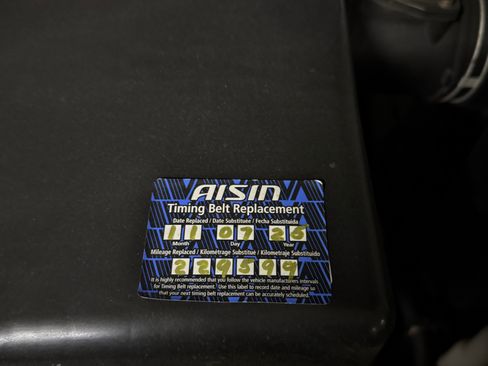 AISIN
Timing Belt Replacement
Date Replaced / Date Substituée / Fecha Substituida
11 07 25
Month Day Year
Mileage Replaced / Kilométrage Substitué / Kilometraje Substituido
229599
It is highly recommended that you follow the vehicle manufacturers intervals
for Timing Belt replacement. Use this label to record date and mileage so
that your next timing belt replacement can be accurately scheduled.